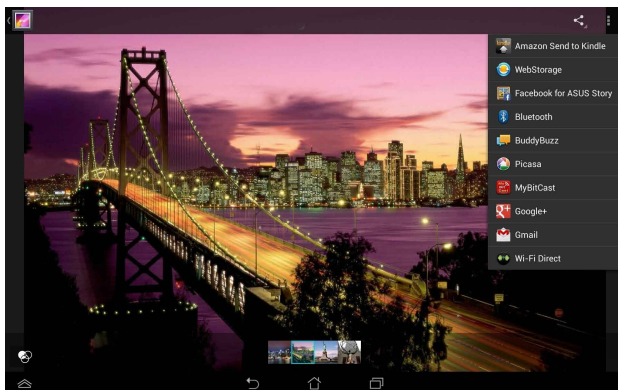 Amazon Send to Kindle
WebStorage
Facebook for ASUS Story
Bluetooth
BuddyBuzz
Picasa
MyBitCast
Google+
Gmail
Wi-Fi Direct